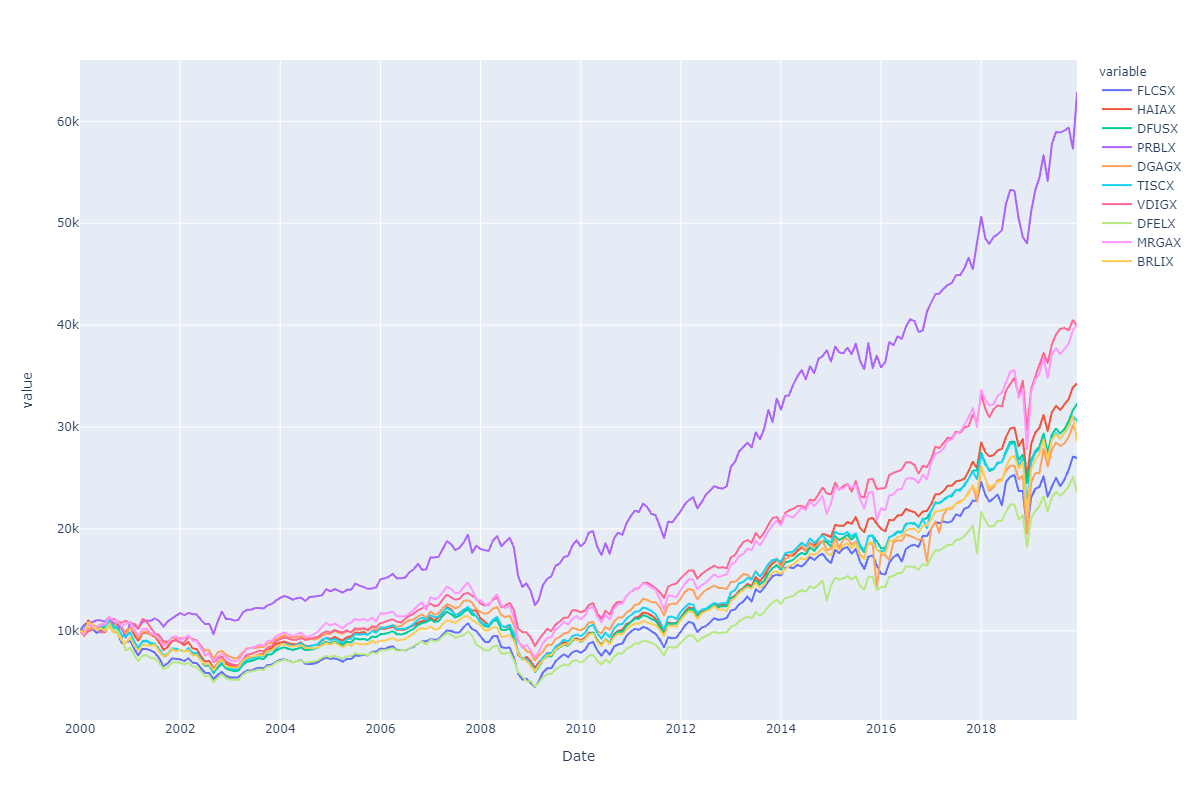 variable
FLCSX
HAIAX
DFUSX
PRBLX
DGAGX
TISCX
VDIGX
DFELX
MRGAX
BRLIX
60k
50k
40k
30k
20k
10k
value
2000 2002 2004 2006 2008 2010 2012 2014 2016 2018
Date